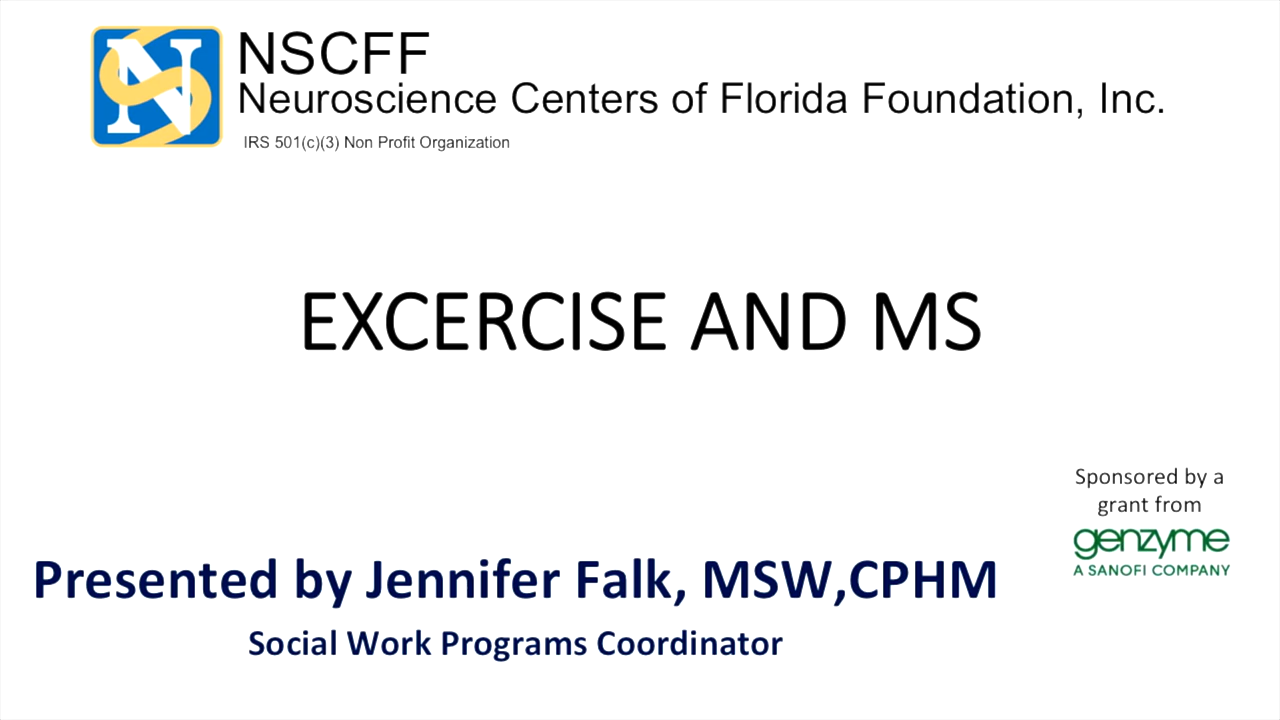 NSCFF
Neuroscience Centers of Florida Foundation, Inc.
IRS 501(c)(3) Non Profit Organization
EXCERCISE AND MS
Sponsored by a
grant from
genzyme
A SANOFI COMPANY
Presented by Jennifer Falk, MSW,CPHM
Social Work Programs Coordinator